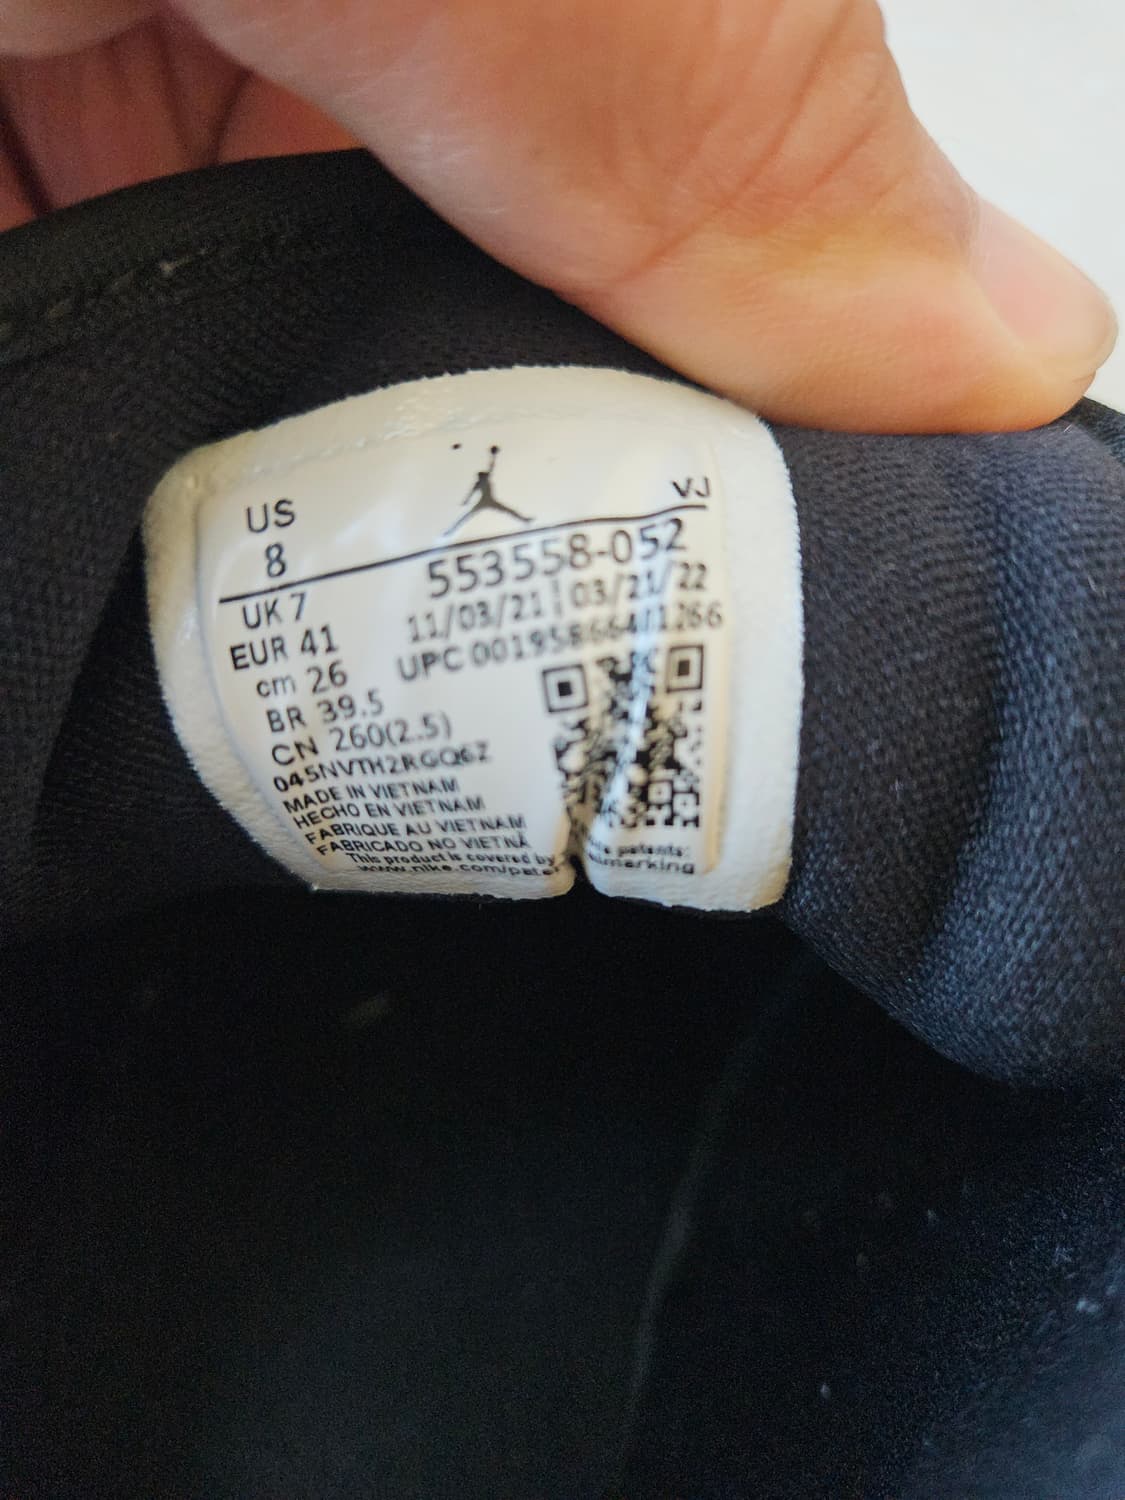 US
8
VJ
UK 7
EUR 41
cm 26
BR 39.5
CN 260(2.5)
553558-052
11/03/21 | 03/21/22
UPC
045NVTH2RGQ6Z
MADE IN VIETNAM
HECHO EN VIETNAM
FABRIQUE AU VIETNAM
FABRICADO NO VIETNÃ
This product is covered by patents: